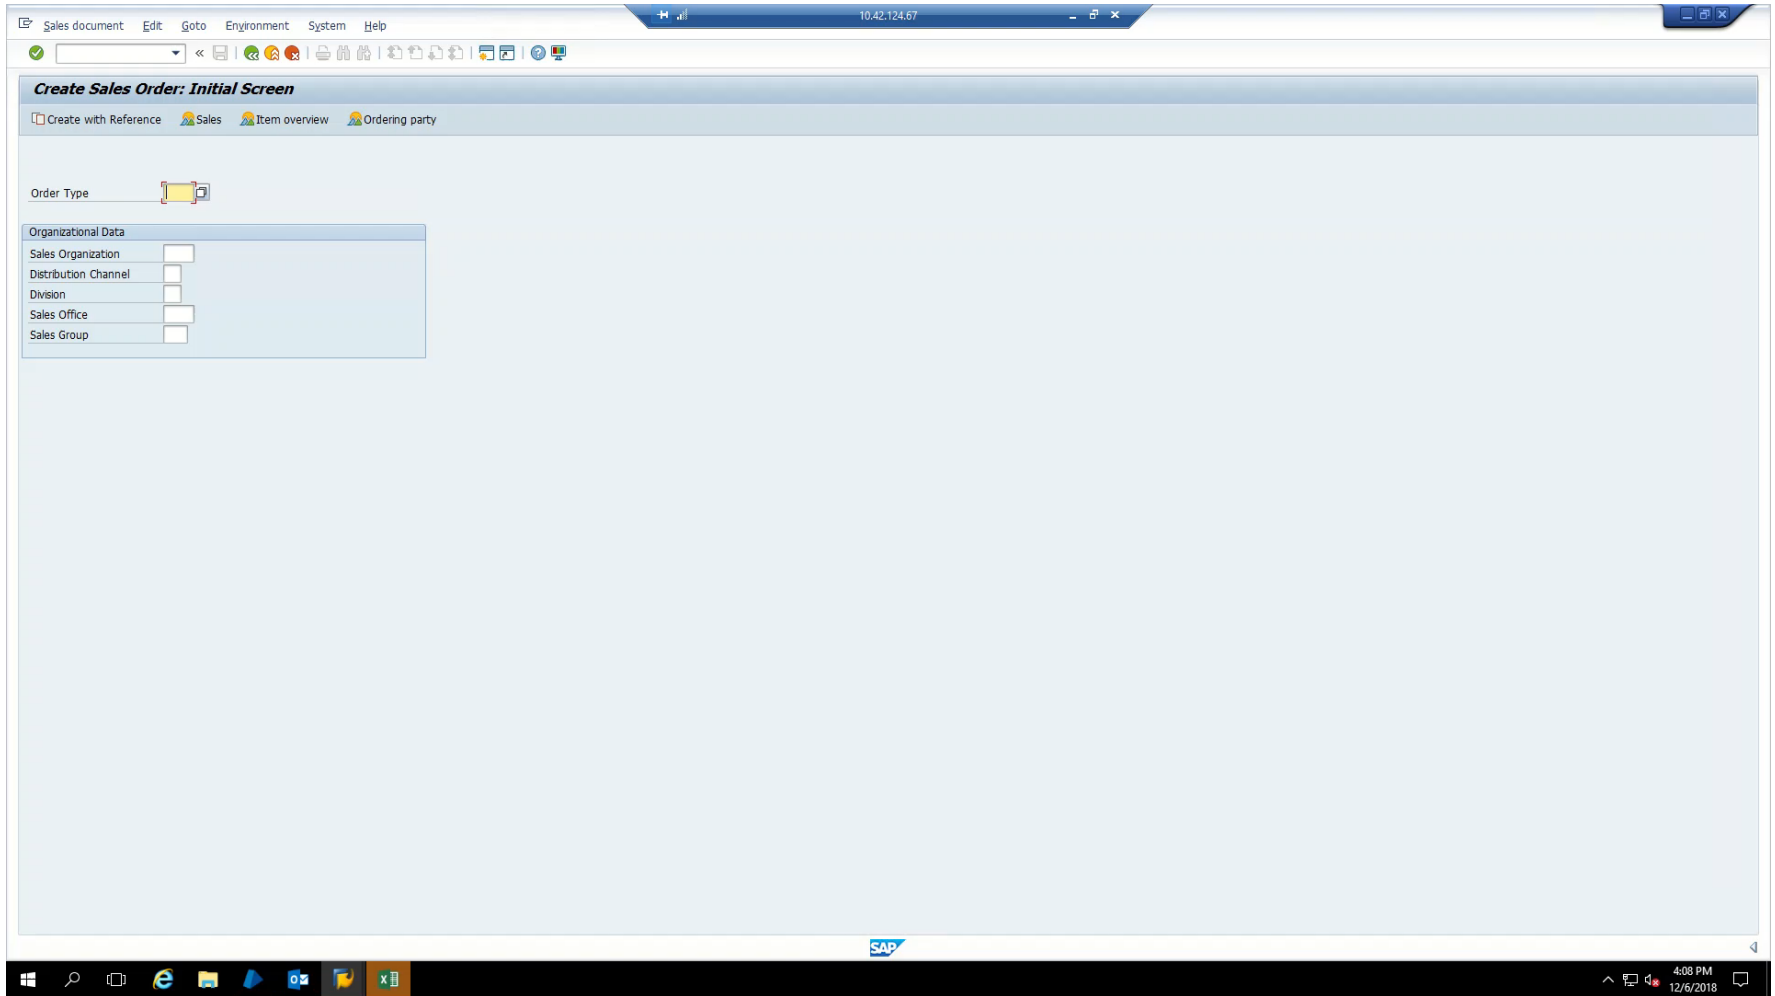 10.42.124.67
Sales document Edit Goto Environment System Help
Create Sales Order: Initial Screen
Create with Reference Sales Item overview Ordering party
Order Type
Organizational Data
Sales Organization
Distribution Channel
Division
Sales Office
Sales Group
SAP
4:08 PM
12/6/2018